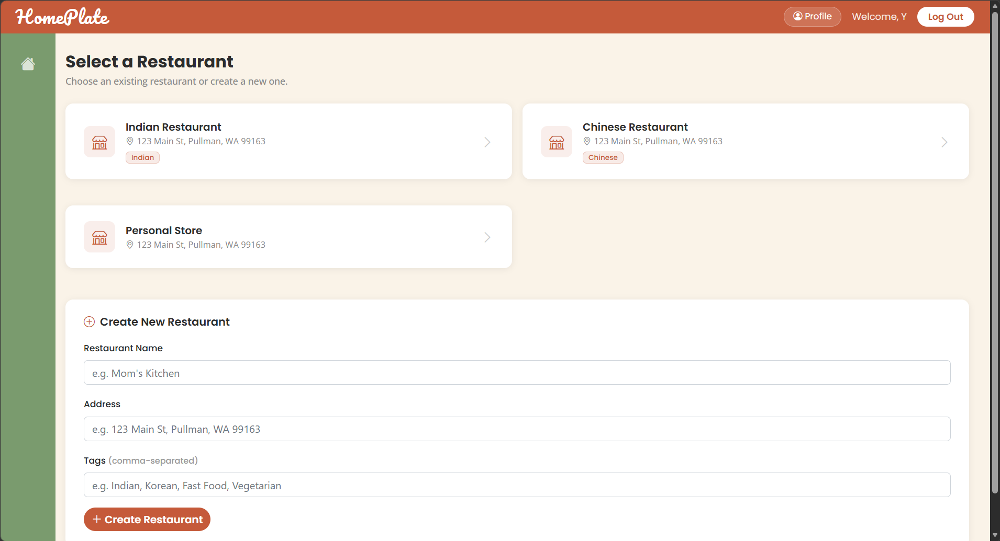 HomePlate
Profile
Welcome, Y
Log Out
Select a Restaurant
Choose an existing restaurant or create a new one.
Indian Restaurant
123 Main St, Pullman, WA 99163
Indian
Chinese Restaurant
123 Main St, Pullman, WA 99163
Chinese
Personal Store
123 Main St, Pullman, WA 99163
Create New Restaurant
Restaurant Name
e.g. Mom's Kitchen
Address
e.g. 123 Main St, Pullman, WA 99163
Tags (comma-separated)
e.g. Indian, Korean, Fast Food, Vegetarian
+ Create Restaurant